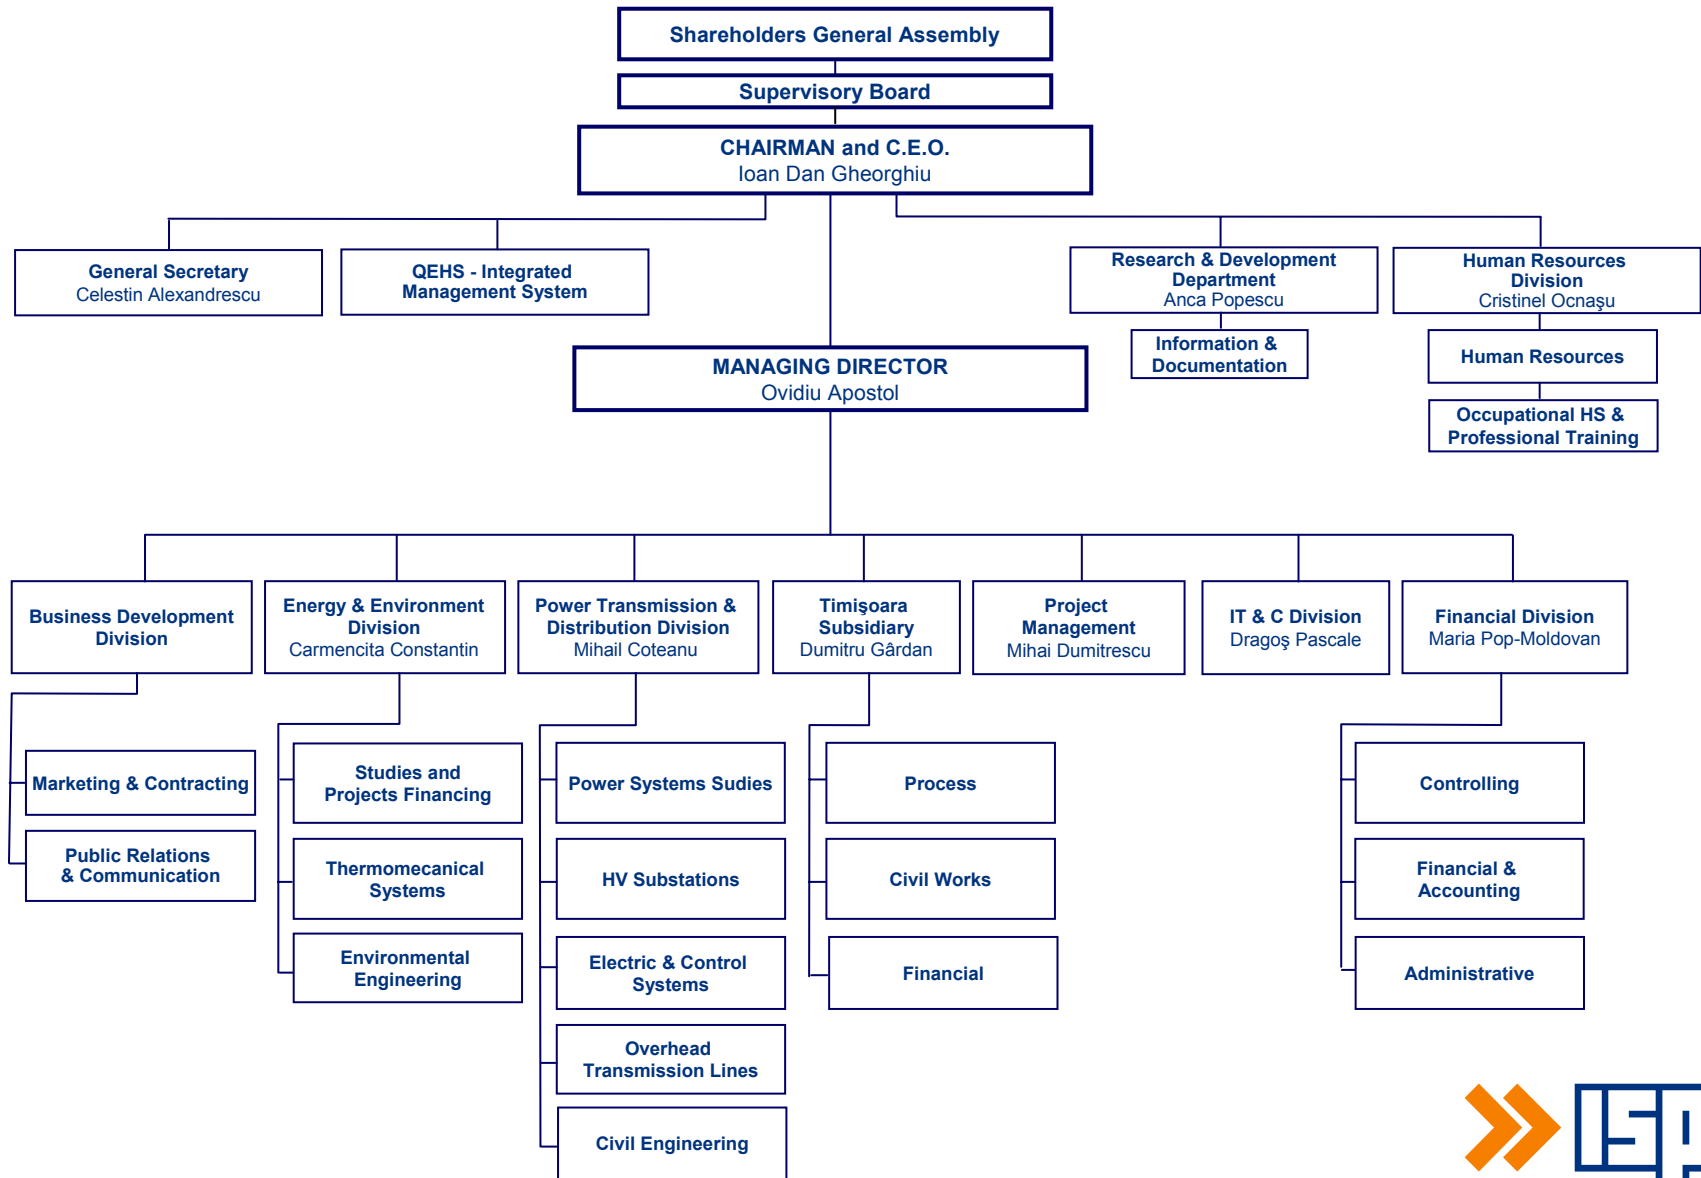 Shareholders General Assembly
Supervisory Board
CHAIRMAN and C.E.O.
Ioan Dan Gheorghiu
General Secretary
Celestin Alexandrescu
QEHS - Integrated
Management System
Research & Development
Department
Anca Popescu
Human Resources
Division
Cristinel Ocnaşu
Information &
Documentation
Human Resources
Occupational HS &
Professional Training
MANAGING DIRECTOR
Ovidiu Apostol
Business Development
Division
Energy & Environment
Division
Carmencita Constantin
Power Transmission &
Distribution Division
Mihail Coteanu
Timişoara
Subsidiary
Dumitru Gârdan
Project
Management
Mihai Dumitrescu
IT & C Division
Dragoş Pascale
Financial Division
Maria Pop-Moldovan
Marketing & Contracting
Public Relations
& Communication
Studies and
Projects Financing
Thermomecanical
Systems
Environmental
Engineering
Power Systems Sudies
HV Substations
Electric & Control
Systems
Overhead
Transmission Lines
Civil Engineering
Process
Civil Works
Financial
Controlling
Financial &
Accounting
Administrative